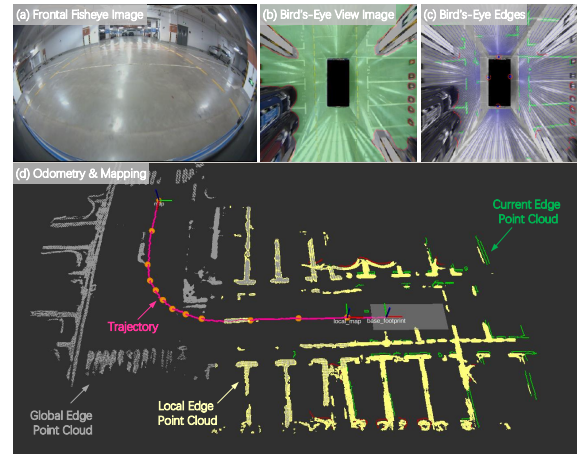 (a) Frontal Fisheye Image
(b) Bird's-Eye View Image
(c) Bird's-Eye Edges
(d) Odometry & Mapping
Current Edge
Point Cloud
Trajectory
local_map
base_footprint
Global Edge
Point Cloud
Local Edge
Point Cloud